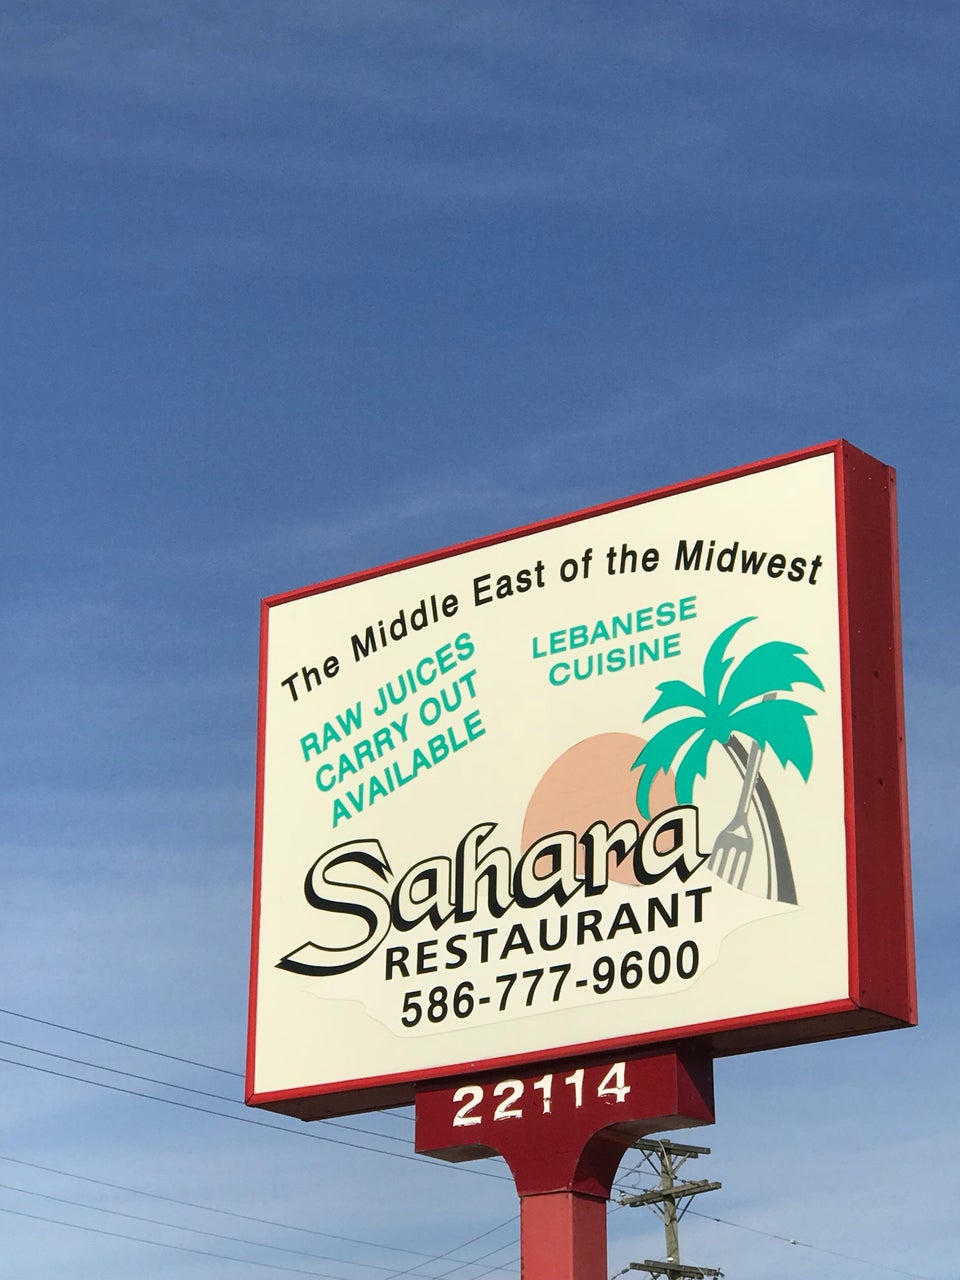 The Middle East of the Midwest
RAW JUICES
CARRY OUT
AVAILABLE
LEBANESE
CUISINE
Sahara
RESTAURANT
586-777-9600
22114